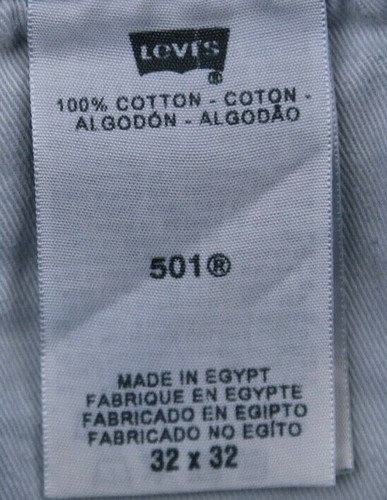 LEVI'S
®
100% COTTON - COTON -
ALGODÓN - ALGODÃO
501®
MADE IN EGYPT
FABRIQUE EN EGYPTE
FABRICADO EN EGIPTO
FABRICADO NO EGÍTO
32 x 32